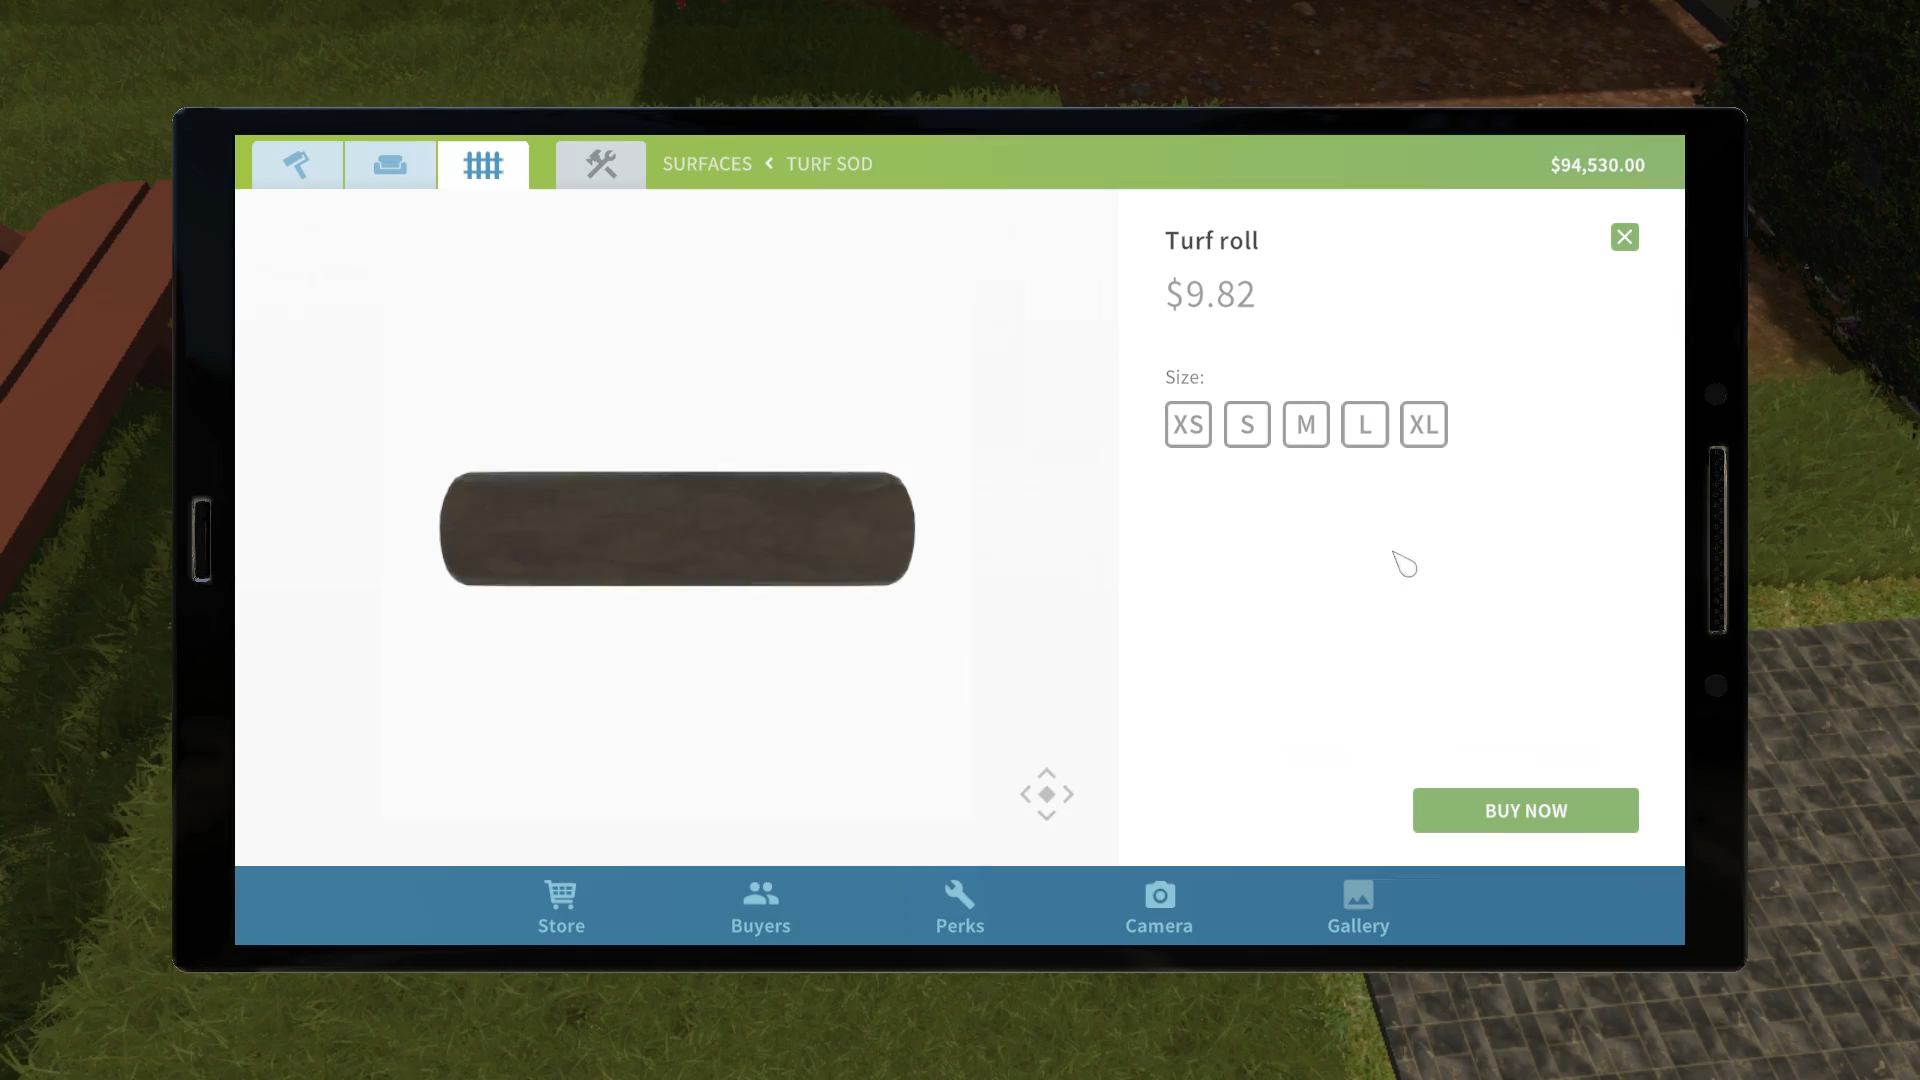 SURFACES < TURF SOD
$94,530.00
Turf roll
$9.82
Size:
XS S M L XL
BUY NOW
Store
Buyers
Perks
Camera
Gallery